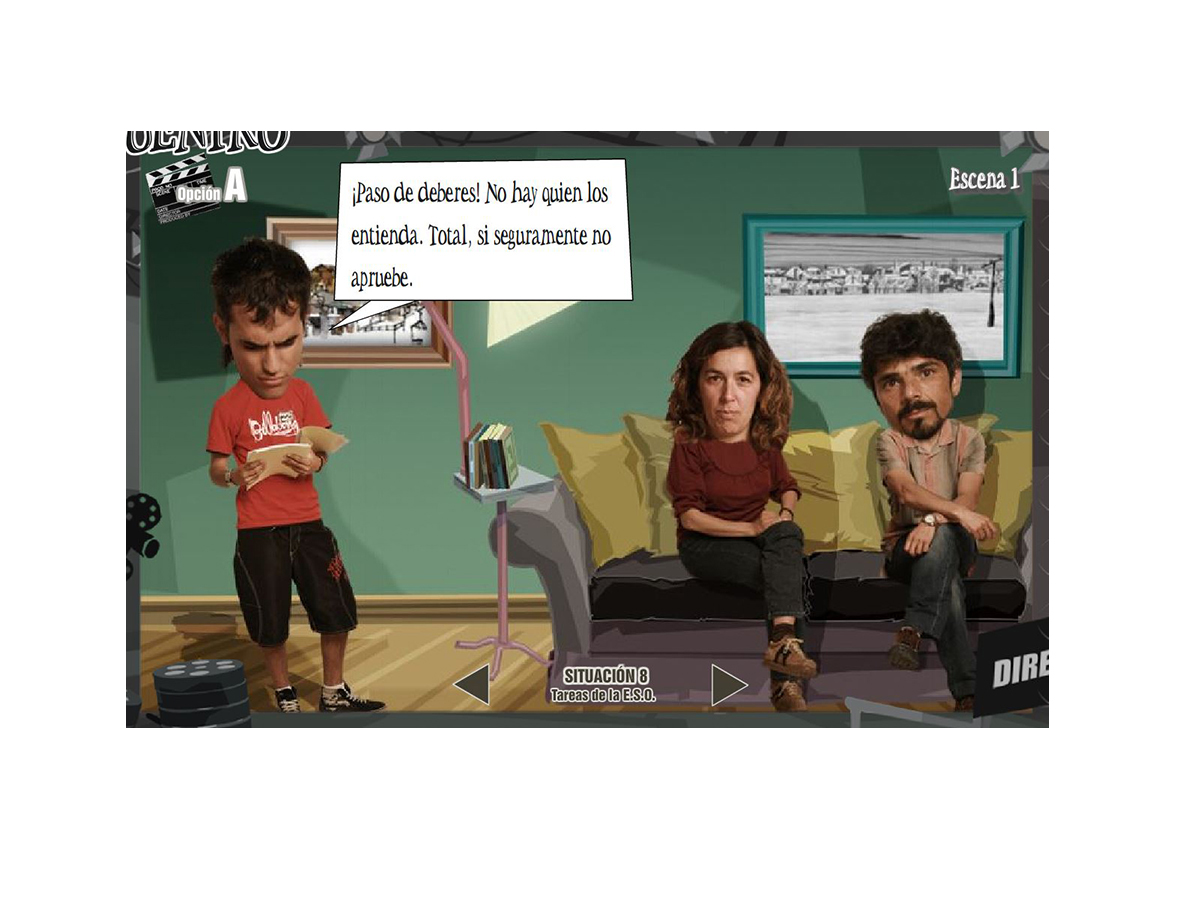 Opción A
Escena 1
¡Paso de deberes! No hay quien los
entienda. Total, si seguramente no
apruebe.
SITUACIÓN 8
Tareas de la E.S.O.
DIRE